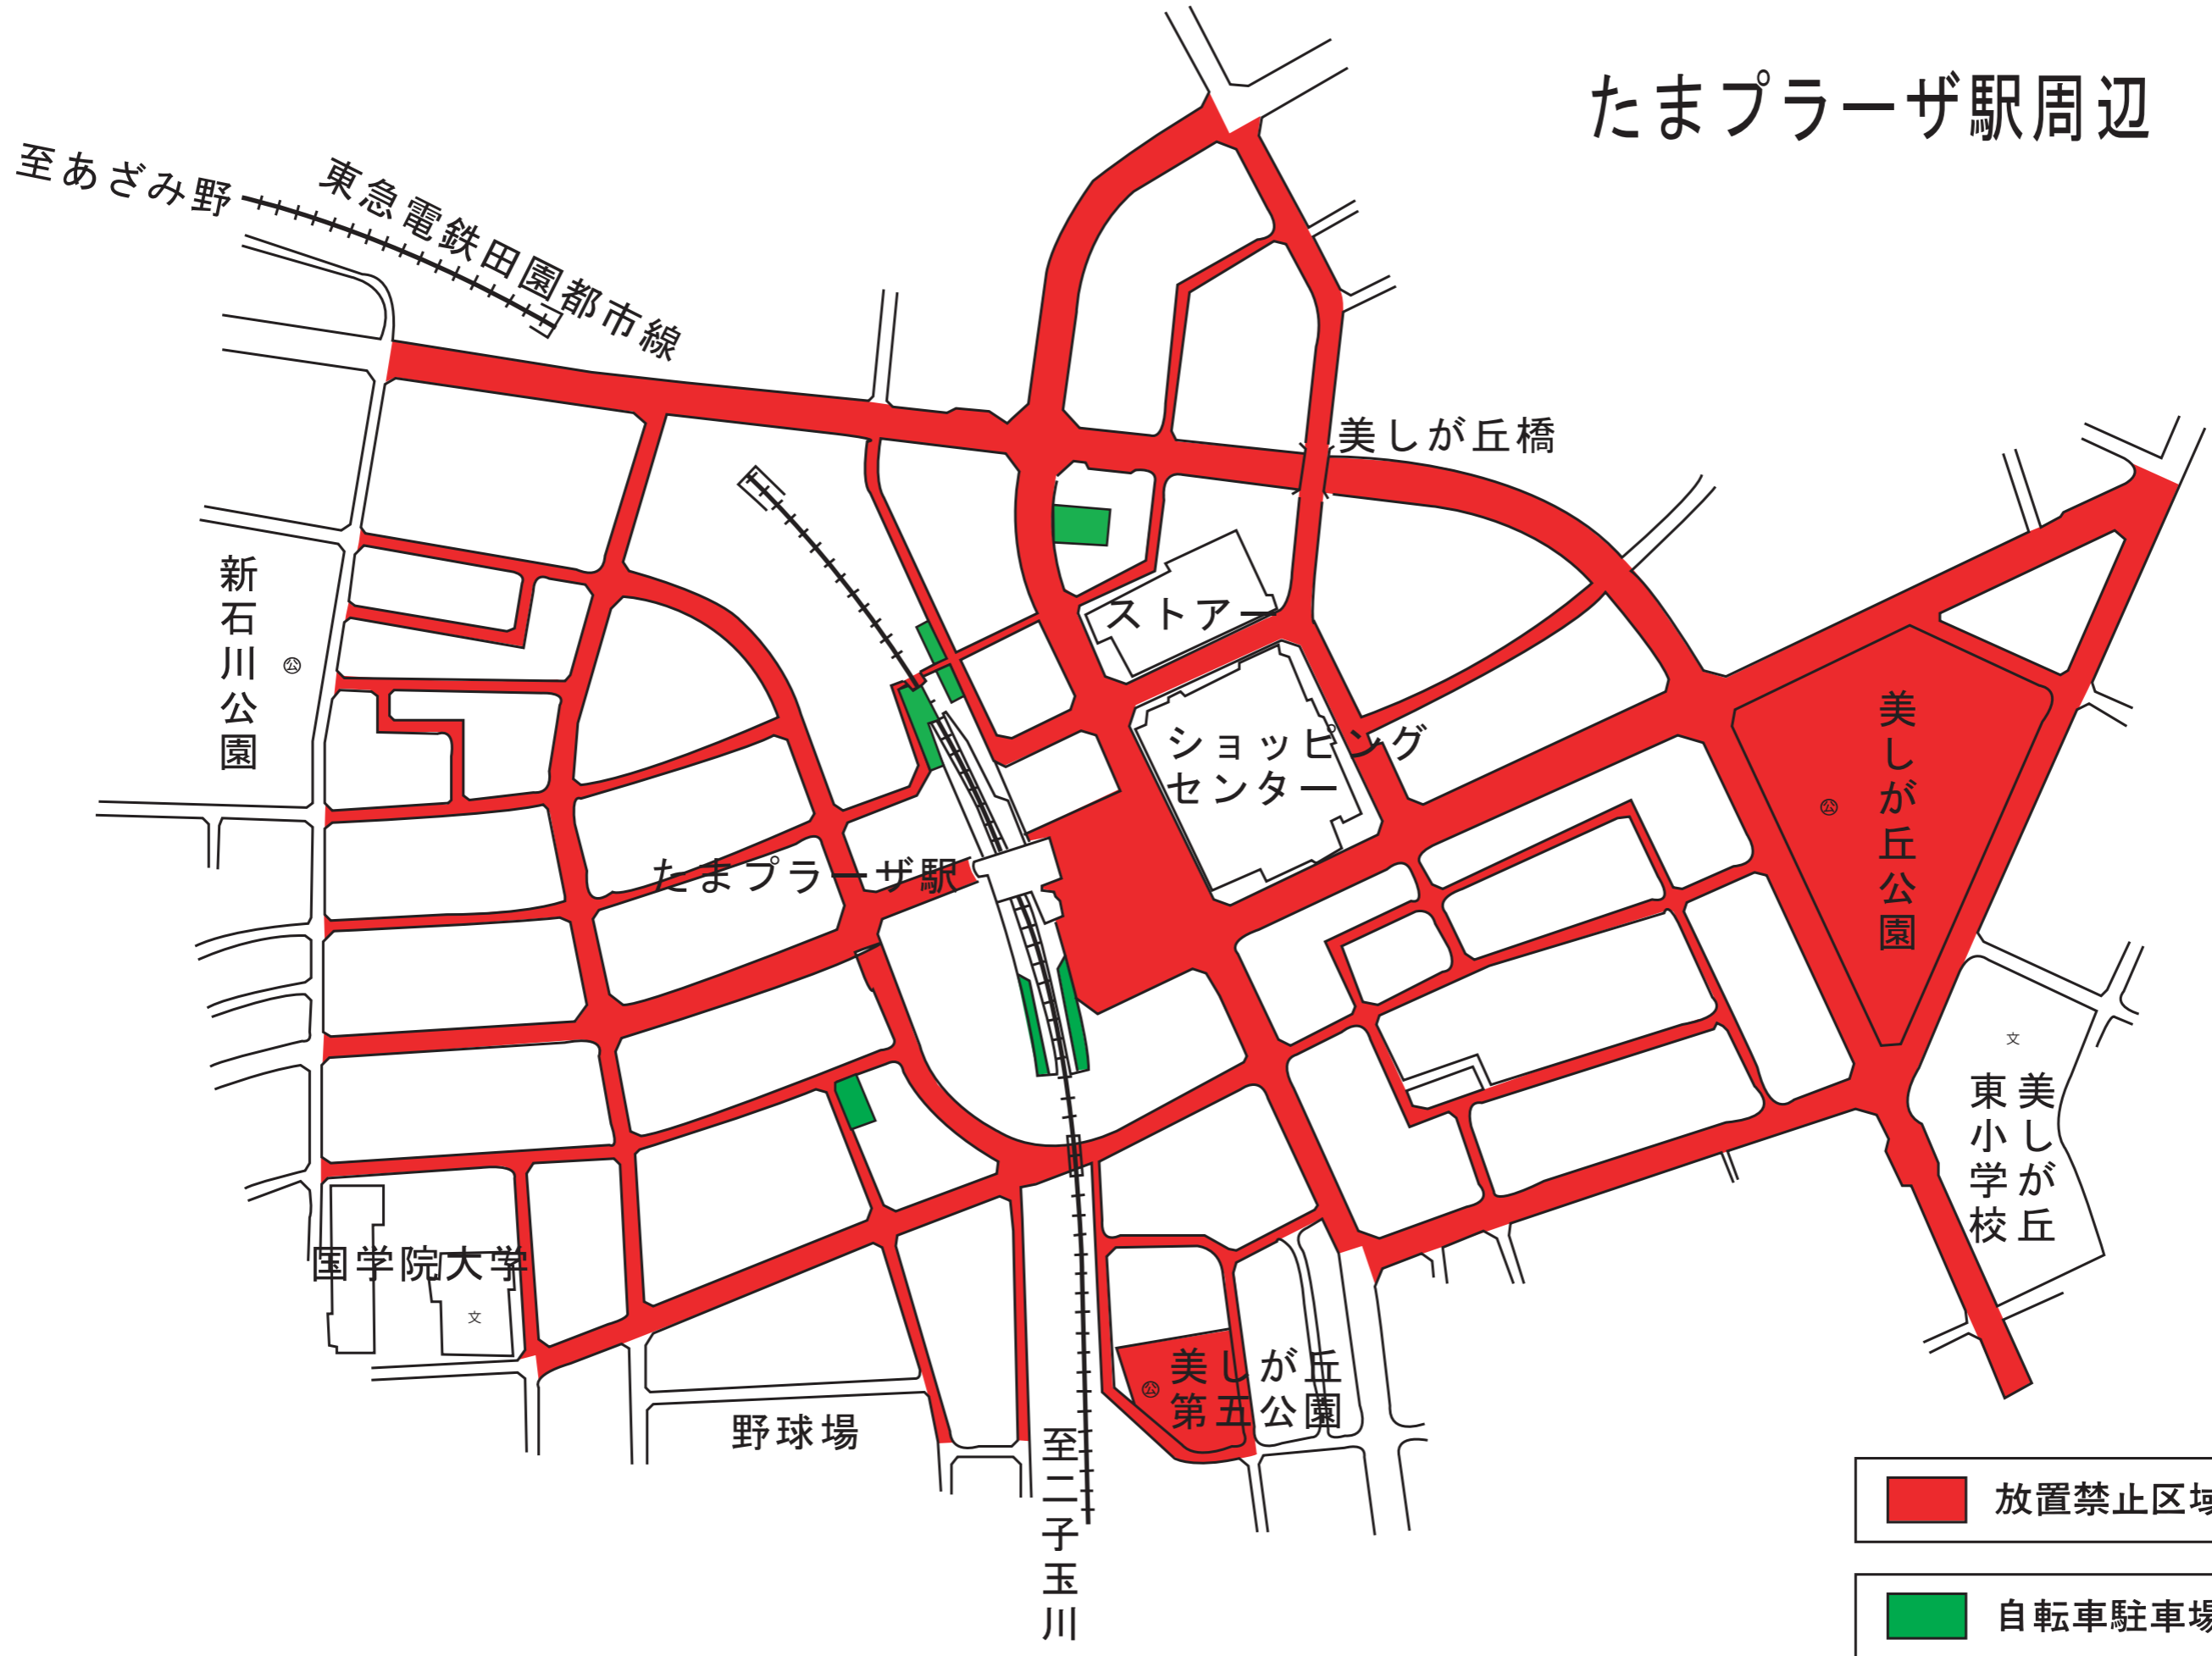 たまプラーザ駅周辺
至あざみ野
東急電鉄田園都市線
美しが丘橋
新石川公園
公
ストアー
ショッピング
センター
美しが丘公園
公
たまプラーザ駅
文
美しが丘
東小学校
国学院大学
文
美しが丘
第五公園
公
野球場
至二子玉川
放置禁止区域
自転車駐車場